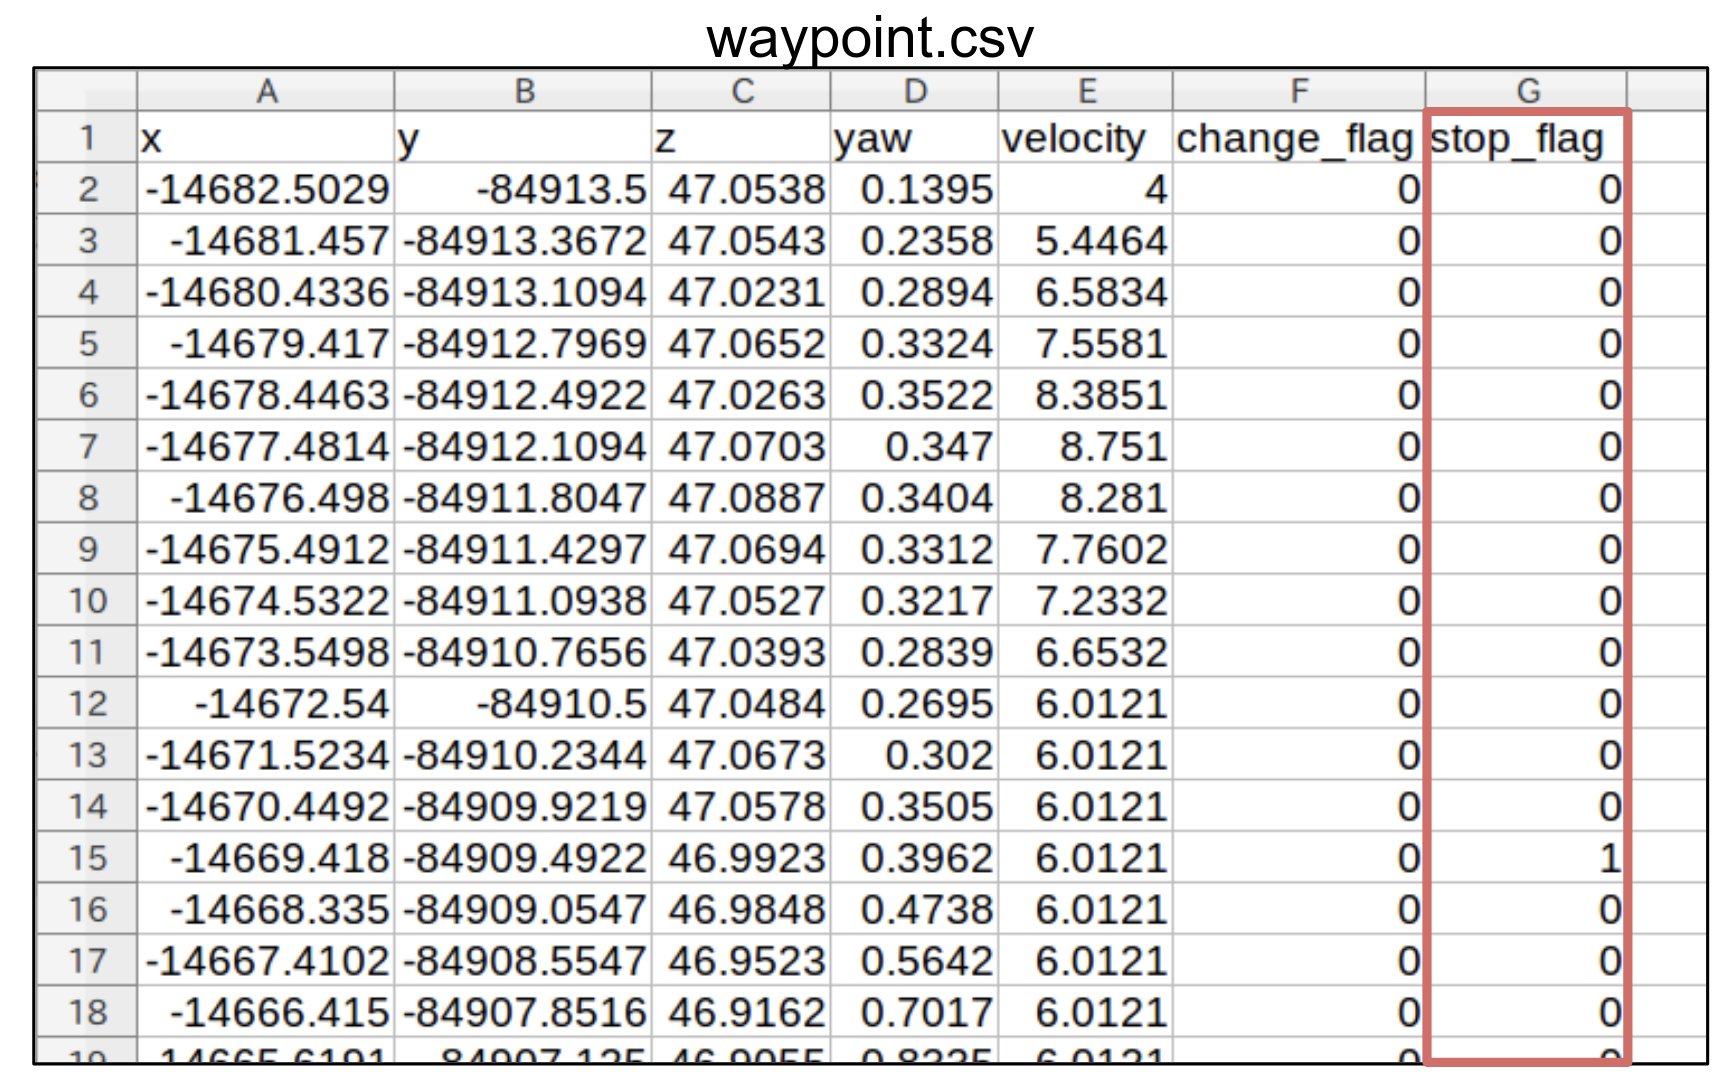 waypoint.csv
A B C D E F G
1 x y z yaw velocity change_flag stop_flag
2 -14682.5029 -84913.5 47.0538 0.1395 4 0 0
3 -14681.457 -84913.3672 47.0543 0.2358 5.4464 0 0
4 -14680.4336 -84913.1094 47.0231 0.2894 6.5834 0 0
5 -14679.417 -84912.7969 47.0652 0.3324 7.5581 0 0
6 -14678.4463 -84912.4922 47.0263 0.3522 8.3851 0 0
7 -14677.4814 -84912.1094 47.0703 0.347 8.751 0 0
8 -14676.498 -84911.8047 47.0887 0.3404 8.281 0 0
9 -14675.4912 -84911.4297 47.0694 0.3312 7.7602 0 0
10 -14674.5322 -84911.0938 47.0527 0.3217 7.2332 0 0
11 -14673.5498 -84910.7656 47.0393 0.2839 6.6532 0 0
12 -14672.54 -84910.5 47.0484 0.2695 6.0121 0 0
13 -14671.5234 -84910.2344 47.0673 0.302 6.0121 0 0
14 -14670.4492 -84909.9219 47.0578 0.3505 6.0121 0 0
15 -14669.418 -84909.4922 46.9923 0.3962 6.0121 0 1
16 -14668.335 -84909.0547 46.9848 0.4738 6.0121 0 0
17 -14667.4102 -84908.5547 46.9523 0.5642 6.0121 0 0
18 -14666.415 -84907.8516 46.9162 0.7017 6.0121 0 0